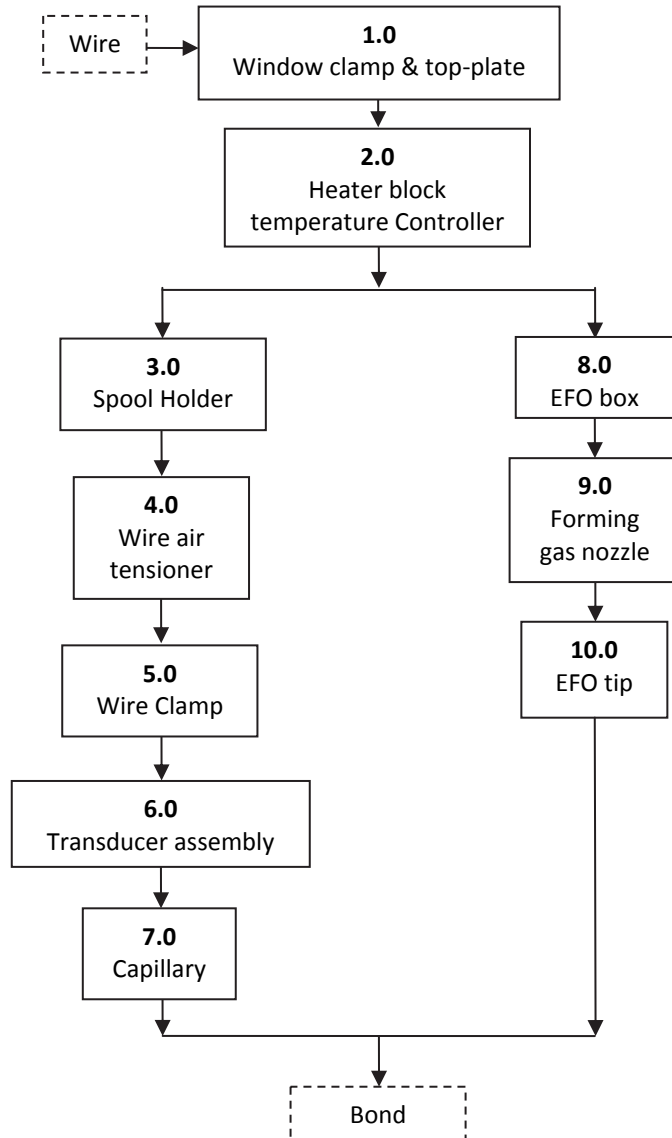 Wire
1.0
Window clamp & top-plate
2.0
Heater block
temperature Controller
3.0
Spool Holder
4.0
Wire air
tensioner
5.0
Wire Clamp
6.0
Transducer assembly
7.0
Capillary
8.0
EFO box
9.0
Forming
gas nozzle
10.0
EFO tip
Bond